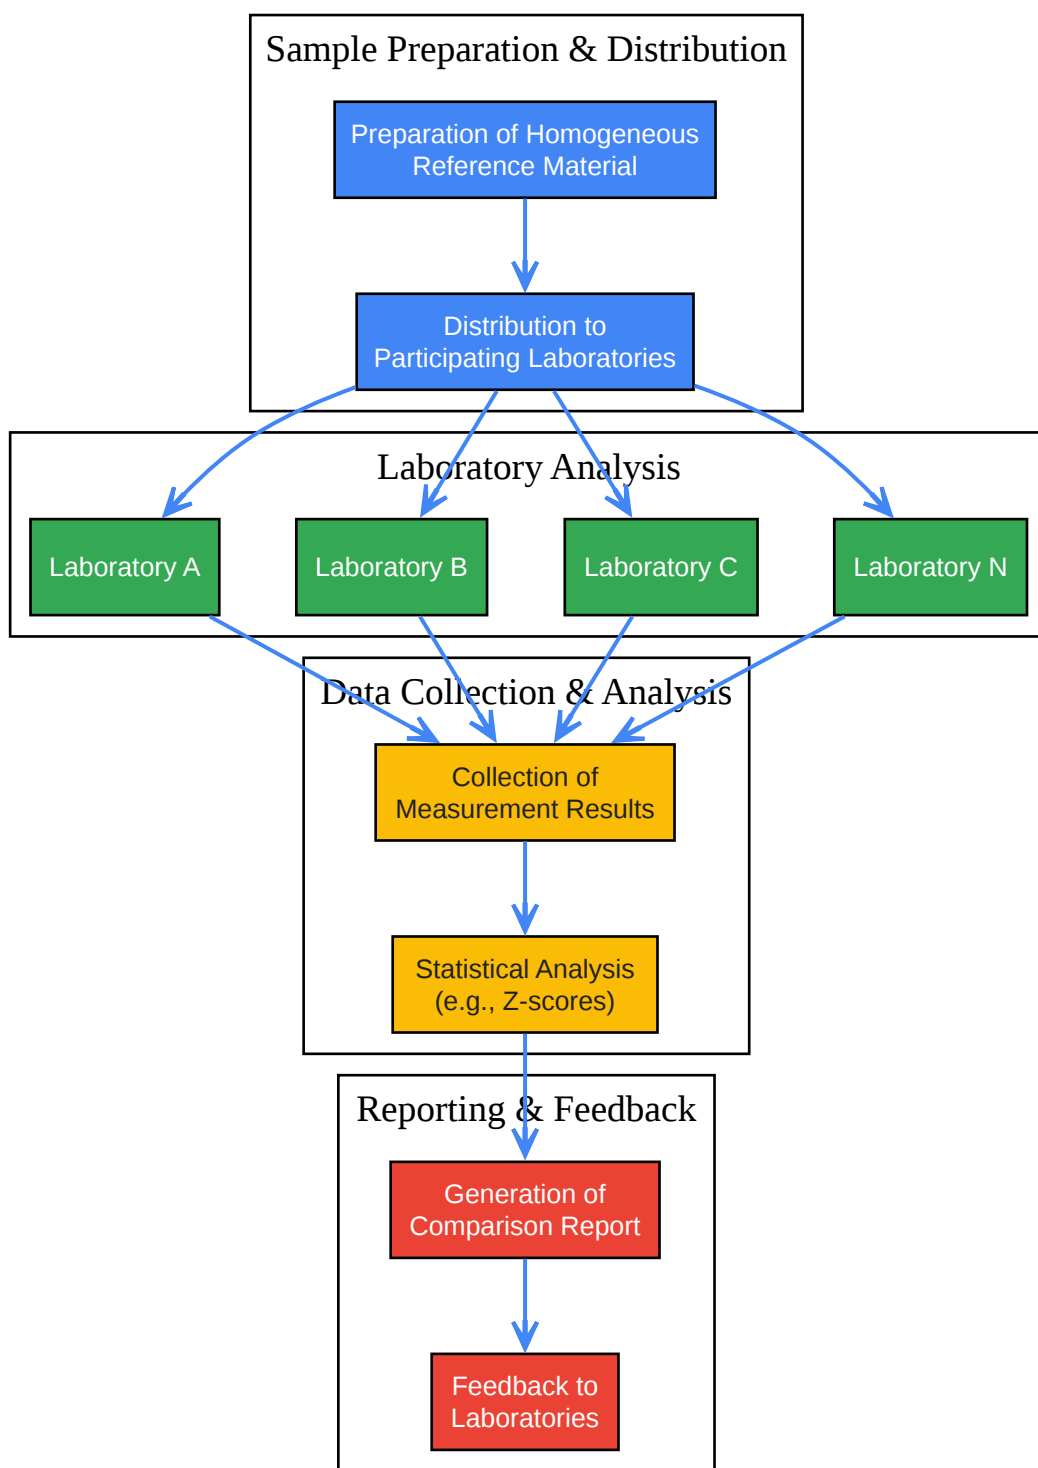 Sample Preparation & Distribution
Preparation of Homogeneous
Reference Material
Distribution to
Participating Laboratories
Laboratory Analysis
Laboratory A
Laboratory B
Laboratory C
Laboratory N
Data Collection & Analysis
Collection of
Measurement Results
Statistical Analysis
(e.g., Z-scores)
Reporting & Feedback
Generation of
Comparison Report
Feedback to
Laboratories